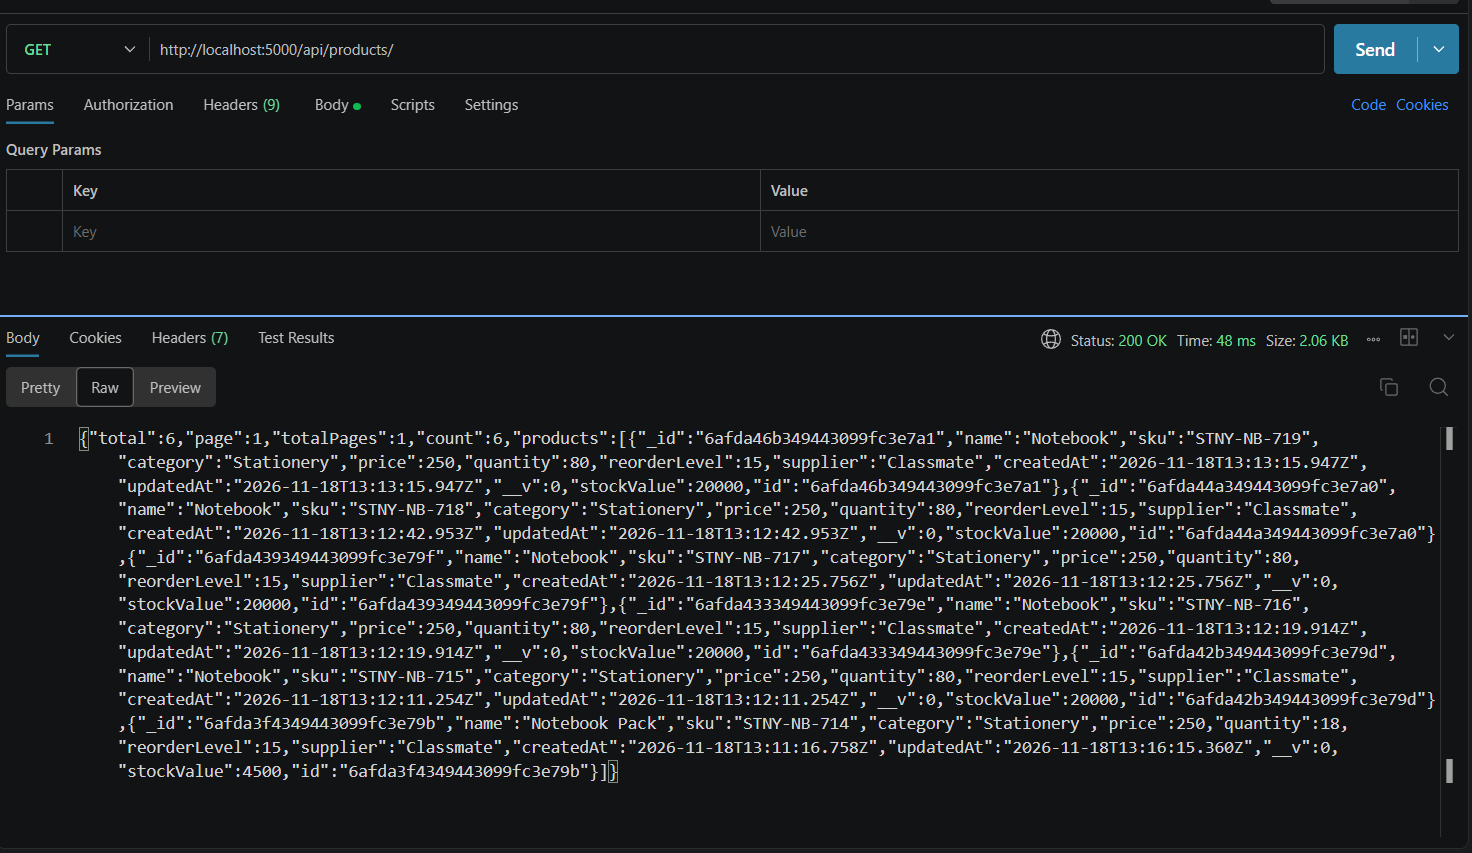 GET http://localhost:5000/api/products/ Send
Params Authorization Headers (9) Body Scripts Settings Code Cookies
Query Params
Key Value
Key Value
Body Cookies Headers (7) Test Results Status: 200 OK Time: 48 ms Size: 2.06 KB
Pretty Raw Preview
1 {"total":6,"page":1,"totalPages":1,"count":6,"products":[{"_id":"6afda46b349443099fc3e7a1","name":"Notebook","sku":"STNY-NB-719",
"category":"Stationery","price":250,"quantity":80,"reorderLevel":15,"supplier":"Classmate","createdAt":"2026-11-18T13:13:15.947Z",
"updatedAt":"2026-11-18T13:13:15.947Z","__v":0,"stockValue":20000,"id":"6afda46b349443099fc3e7a1"},{"_id":"6afda44a349443099fc3e7a0",
"name":"Notebook","sku":"STNY-NB-718","category":"Stationery","price":250,"quantity":80,"reorderLevel":15,"supplier":"Classmate",
"createdAt":"2026-11-18T13:12:42.953Z","updatedAt":"2026-11-18T13:12:42.953Z","__v":0,"stockValue":20000,"id":"6afda44a349443099fc3e7a0"}
,{"_id":"6afda439349443099fc3e79f","name":"Notebook","sku":"STNY-NB-717","category":"Stationery","price":250,"quantity":80,
"reorderLevel":15,"supplier":"Classmate","createdAt":"2026-11-18T13:12:25.756Z","updatedAt":"2026-11-18T13:12:25.756Z","__v":0,
"stockValue":20000,"id":"6afda439349443099fc3e79f"},{"_id":"6afda433349443099fc3e79e","name":"Notebook","sku":"STNY-NB-716",
"category":"Stationery","price":250,"quantity":80,"reorderLevel":15,"supplier":"Classmate","createdAt":"2026-11-18T13:12:19.914Z",
"updatedAt":"2026-11-18T13:12:19.914Z","__v":0,"stockValue":20000,"id":"6afda433349443099fc3e79e"},{"_id":"6afda42b349443099fc3e79d",
"name":"Notebook","sku":"STNY-NB-715","category":"Stationery","price":250,"quantity":80,"reorderLevel":15,"supplier":"Classmate",
"createdAt":"2026-11-18T13:12:11.254Z","updatedAt":"2026-11-18T13:12:11.254Z","__v":0,"stockValue":20000,"id":"6afda42b349443099fc3e79d"}
,{"_id":"6afda3f4349443099fc3e79b","name":"Notebook Pack","sku":"STNY-NB-714","category":"Stationery","price":250,"quantity":18,
"reorderLevel":15,"supplier":"Classmate","createdAt":"2026-11-18T13:11:16.758Z","updatedAt":"2026-11-18T13:16:15.360Z","__v":0,
"stockValue":4500,"id":"6afda3f4349443099fc3e79b"}]}